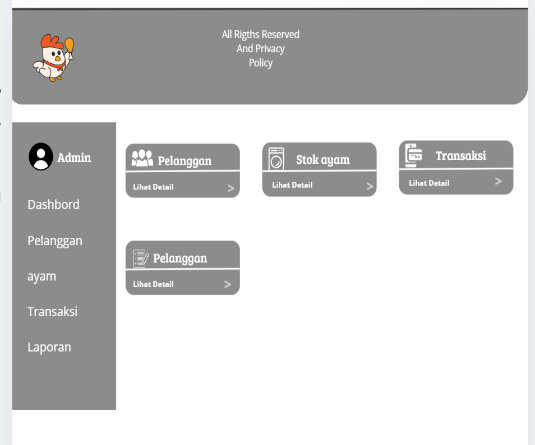 All Rigths Reserved
And Privacy
Policy
Admin
Dashbord
Pelanggan
ayam
Transaksi
Laporan
Pelanggan
Lihat Detail >
Stok ayam
Lihat Detail >
Transaksi
Lihat Detail >
Pelanggan
Lihat Detail >